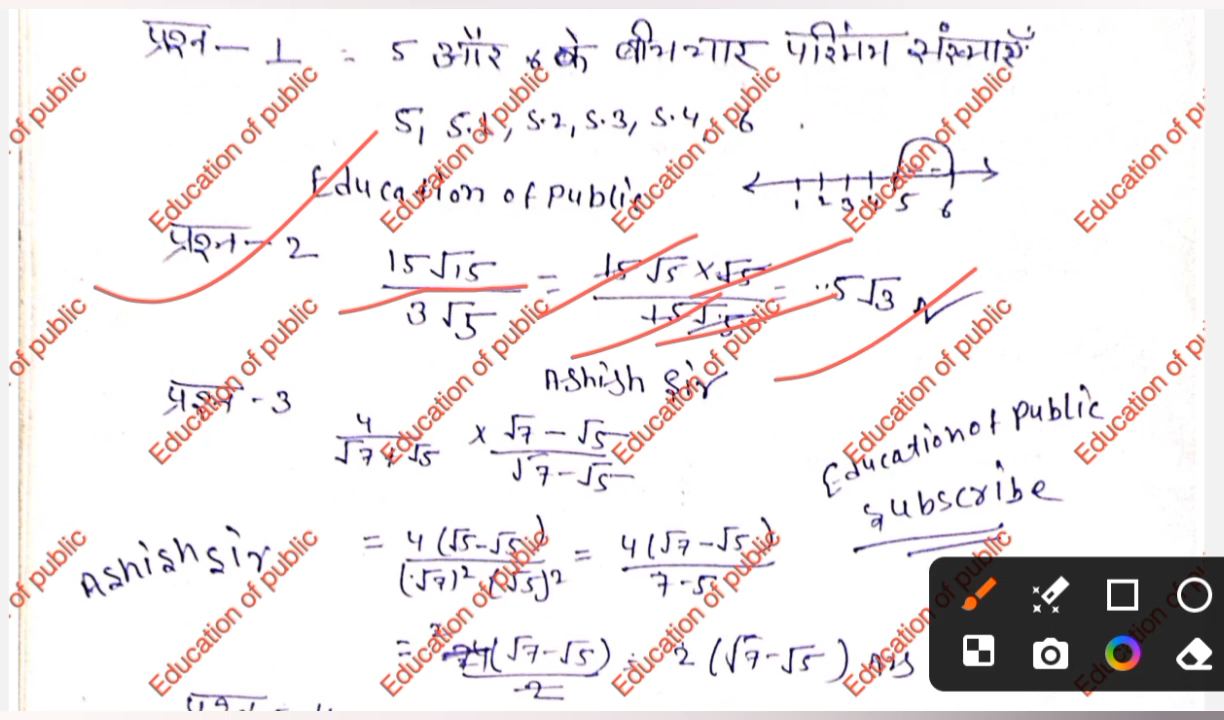 प्रश्न - 1 = 5 और 6 के बीच चार परिमेय संख्याएँ
5, 5.1, 5.2, 5.3, 5.4, 6
Education of public
1 2 3 4 5 6
प्रश्न - 2
15√15 / 3√5 = 15√5 × √5 / 15√5 = 5√3
Ashish Sir
प्रश्न - 3
4 / √7 + √5 × √7 - √5 / √7 - √5
Education of public
Subscribe
Ashish Sir
= 4(√5 - √5) / (√7)² (√5)² = 4(√7 - √5) / 7 - 5
= 4(√7 - √5) / 2 = 2(√7 - √5) Ans
Education of public